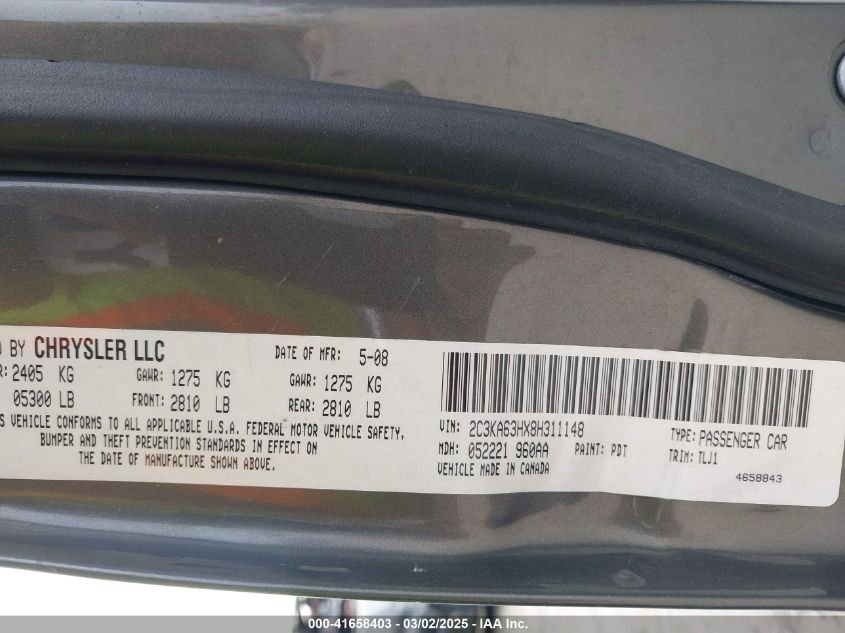 BY CHRYSLER LLC DATE OF MFR: 5-08
2405 KG GAWR: 1275 KG GAWR: 1275 KG
05300 LB FRONT: 2810 LB REAR: 2810 LB
VEHICLE CONFORMS TO ALL APPLICABLE U.S.A. FEDERAL MOTOR VEHICLE SAFETY,
BUMPER AND THEFT PREVENTION STANDARDS IN EFFECT ON
THE DATE OF MANUFACTURE SHOWN ABOVE.
VIN: 2C3KA63HX8H311148 TYPE: PASSENGER CAR
MDH: 052221 960AA PAINT: PDT TRIM: TLJ1
VEHICLE MADE IN CANADA
4658843
000-41658403 — 03/02/2025 — IAA Inc.